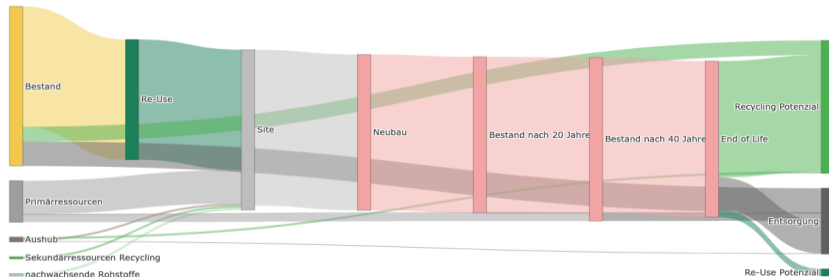 Bestand
Re-Use
Site
Neubau
Bestand nach 20 Jahre
Bestand nach 40 Jahre
End of Life
Recycling Potenzial
Primärressourcen
Entsorgung
Aushub
Sekundärressourcen Recycling
nachwachsende Rohstoffe
Re-Use Potenzial